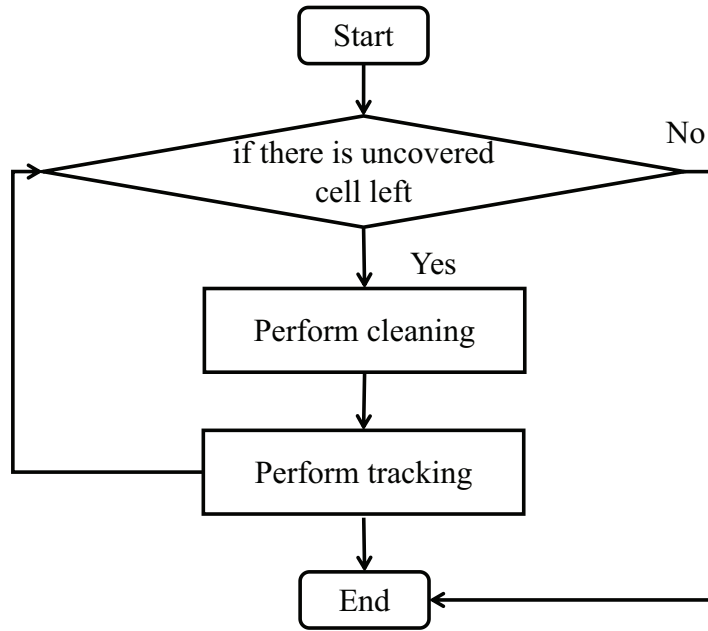 Start
if there is uncovered
cell left
No
Yes
Perform cleaning
Perform tracking
End